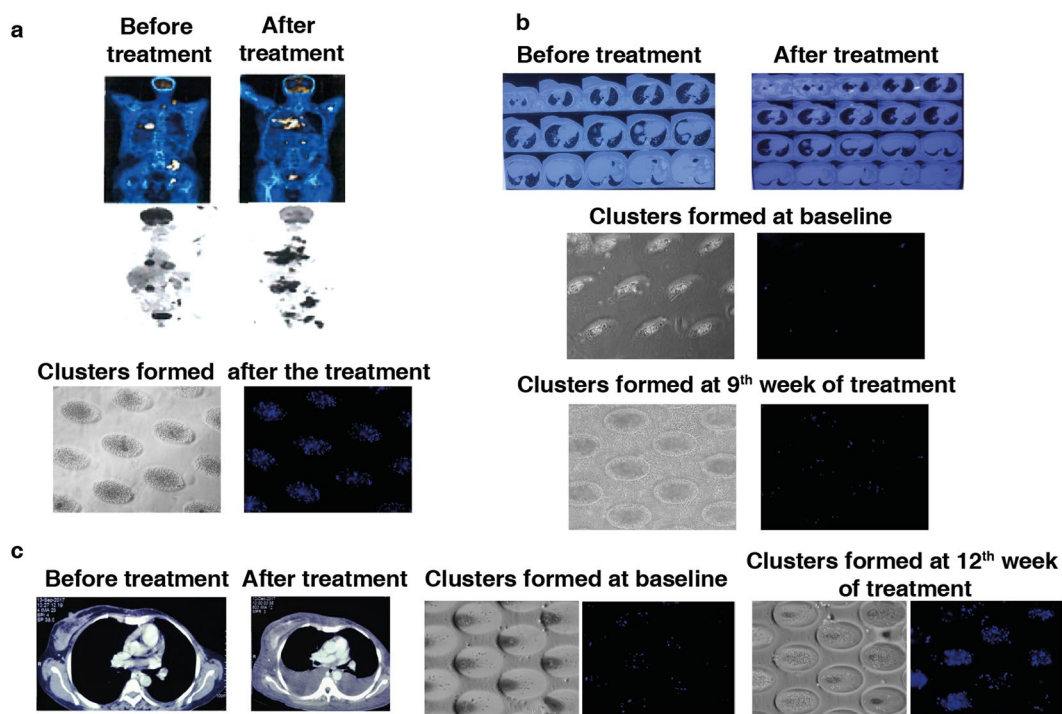 a
Before
treatment
After
treatment
Clusters formed after the treatment
b
Before treatment
After treatment
Clusters formed at baseline
Clusters formed at 9th week of treatment
c
Before treatment
After treatment
Clusters formed at baseline
Clusters formed at 12th week
of treatment